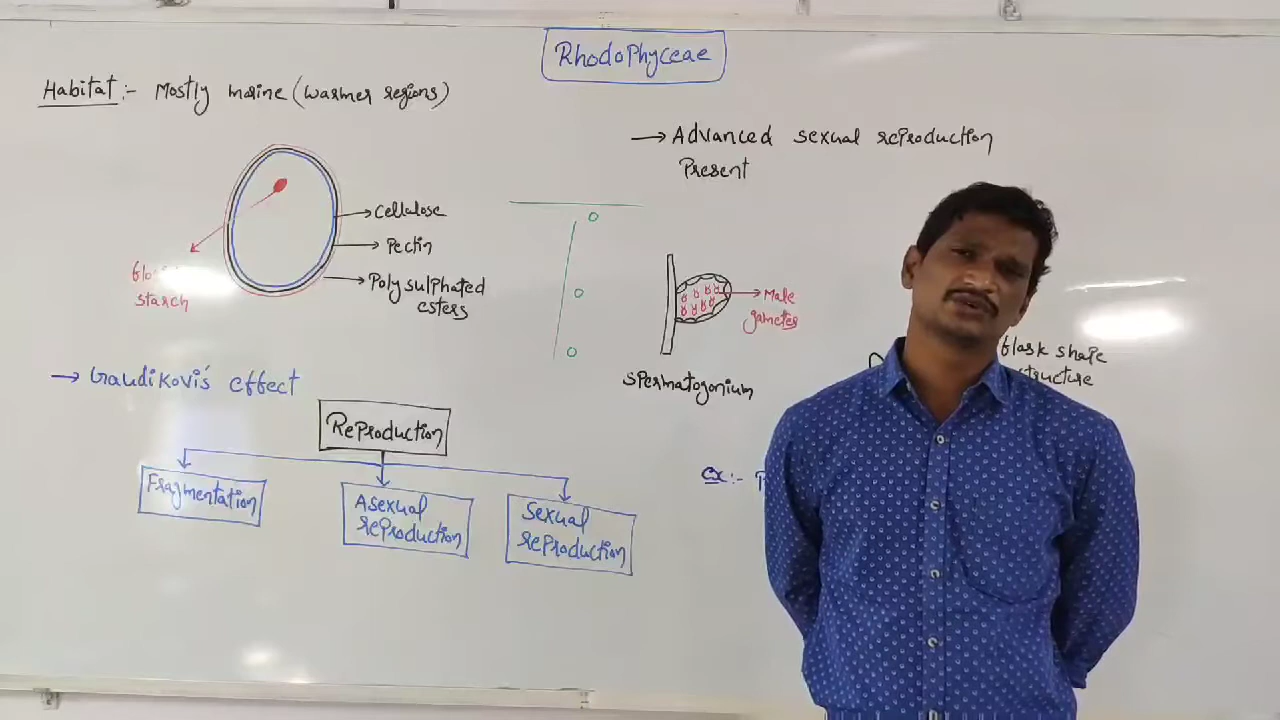 Rhodophyceae
Habitat:- Mostly marine (warmer regions)
→ Advanced sexual reproduction
Present
Cellulose
Pectin
Poly sulphated
esters
starch
Male
gametes
Spermatogonium
flask shape
structure
→ Gaudikovis effect
Reproduction
Fragmentation
Asexual
reproduction
Sexual
reproduction
Ex:-